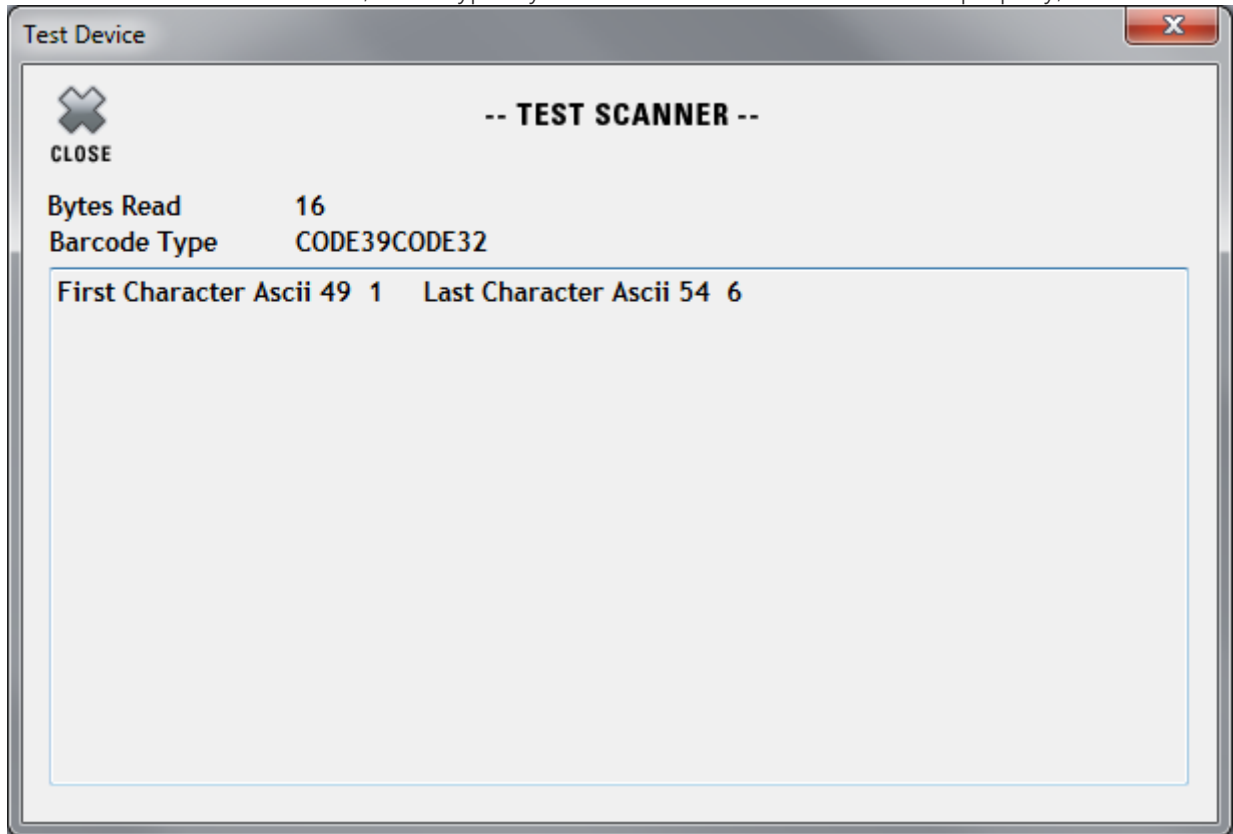 Test Device
-- TEST SCANNER --
CLOSE
Bytes Read 16
Barcode Type CODE39CODE32
First Character Ascii 49 1 Last Character Ascii 54 6